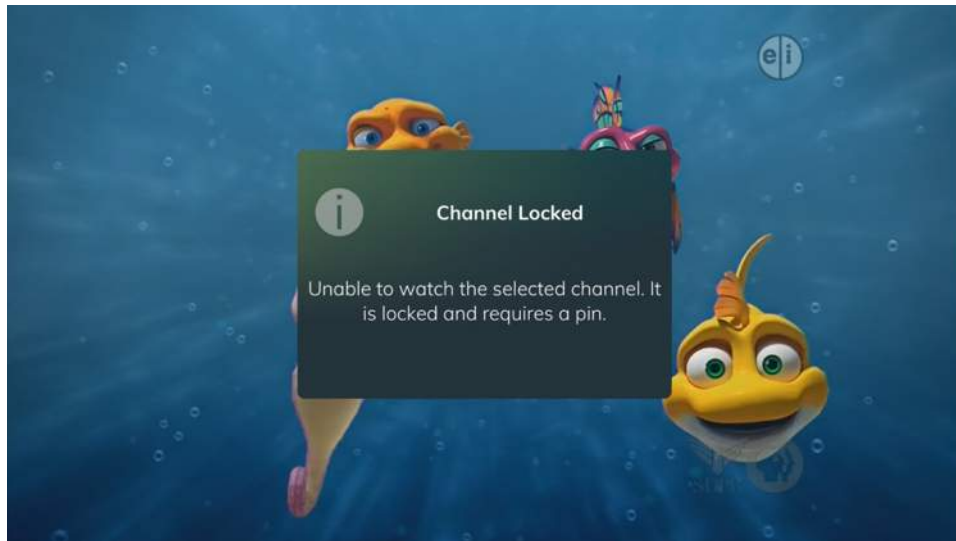 e|i
Channel Locked
Unable to watch the selected channel. It
is locked and requires a pin.